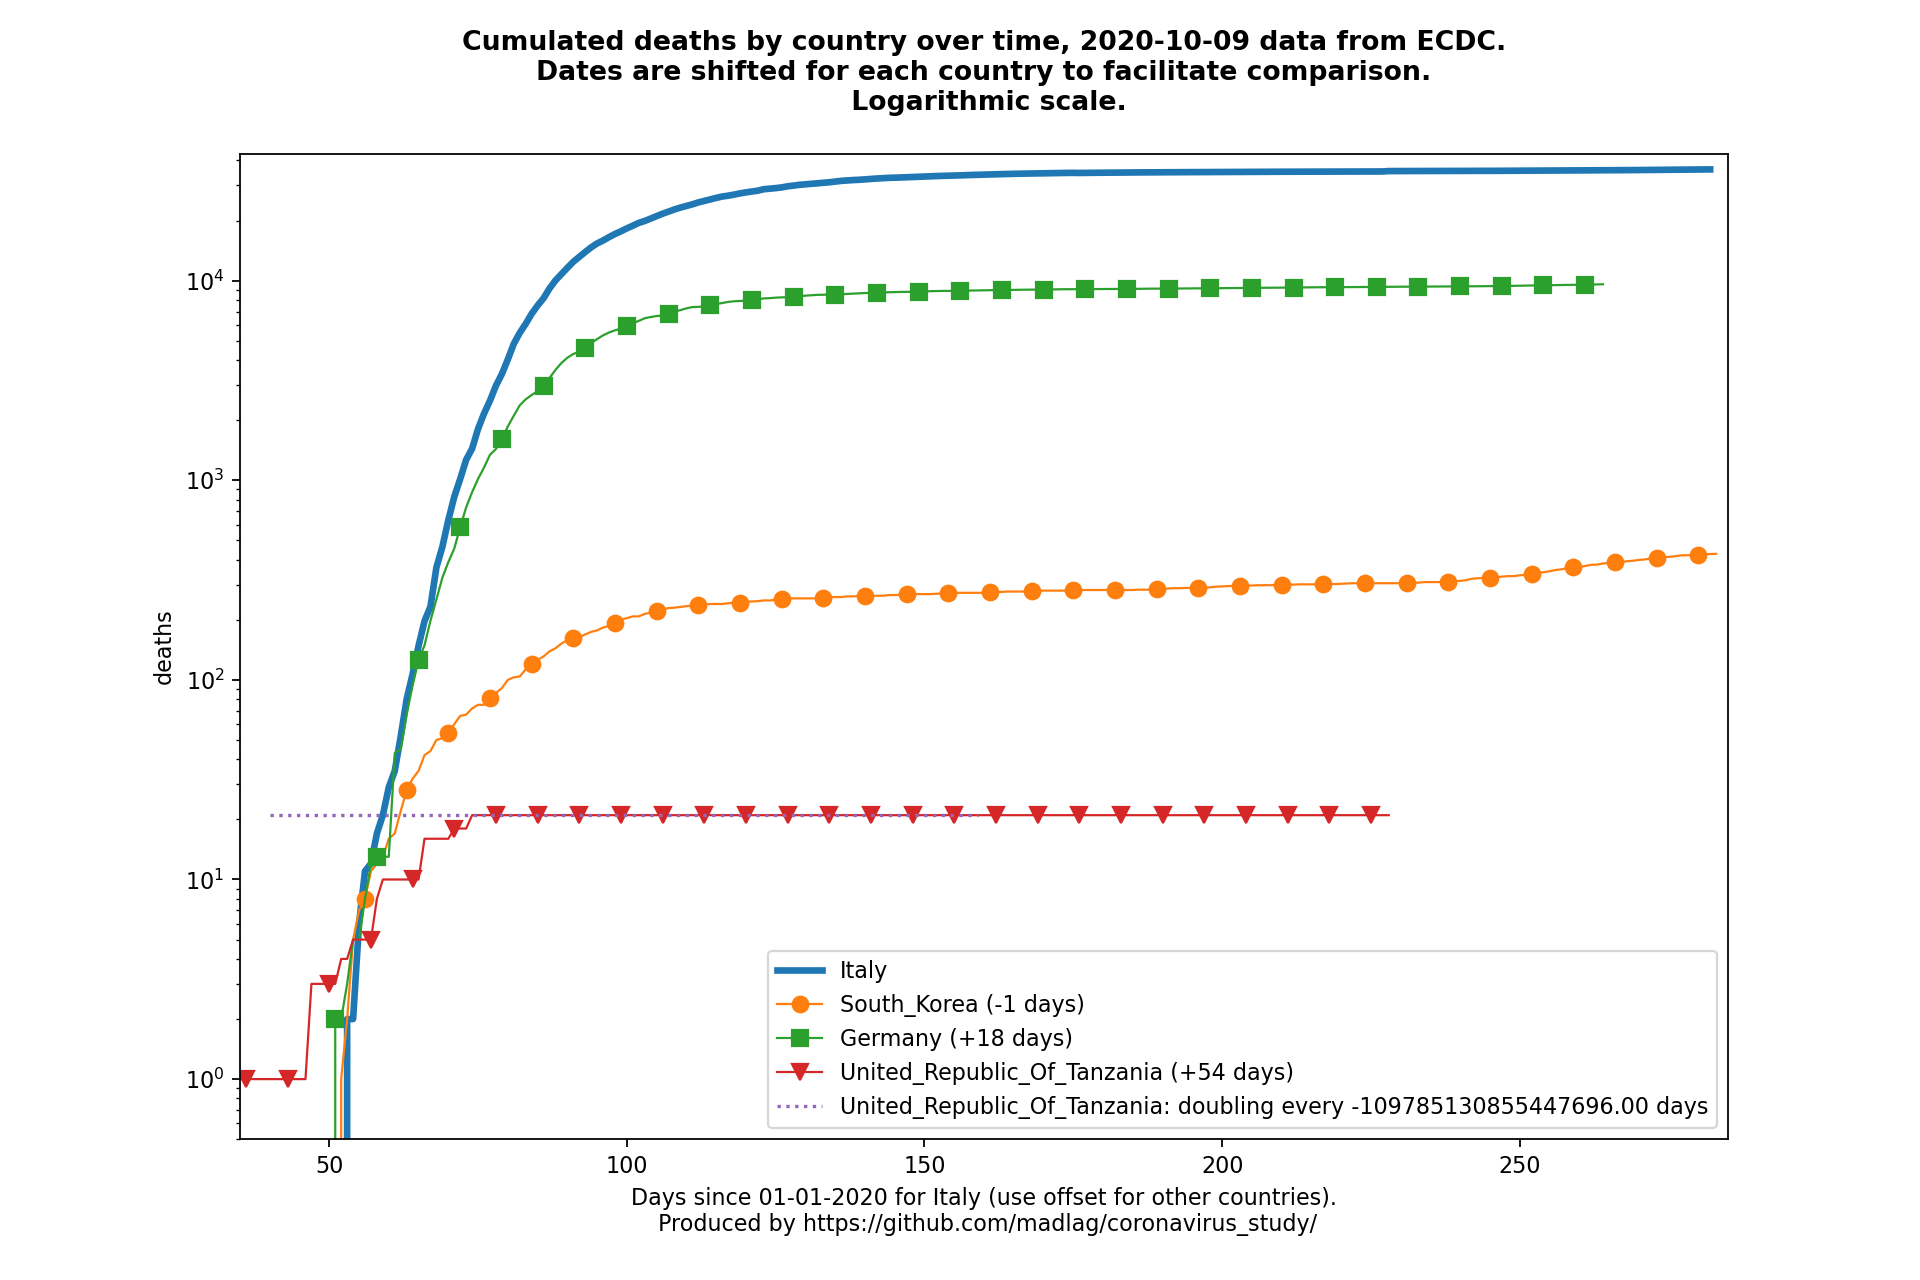 Cumulated deaths by country over time, 2020-10-09 data from ECDC.
Dates are shifted for each country to facilitate comparison.
Logarithmic scale.
10^4
10^3
10^2
10^1
10^0
deaths
Italy
South_Korea (-1 days)
Germany (+18 days)
United_Republic_Of_Tanzania (+54 days)
United_Republic_Of_Tanzania: doubling every -109785130855447696.00 days
50 100 150 200 250
Days since 01-01-2020 for Italy (use offset for other countries).
Produced by https://github.com/madlag/coronavirus_study/